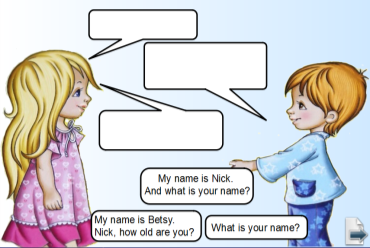 My name is Nick.
And what is your name?
My name is Betsy.
Nick, how old are you?
What is your name?